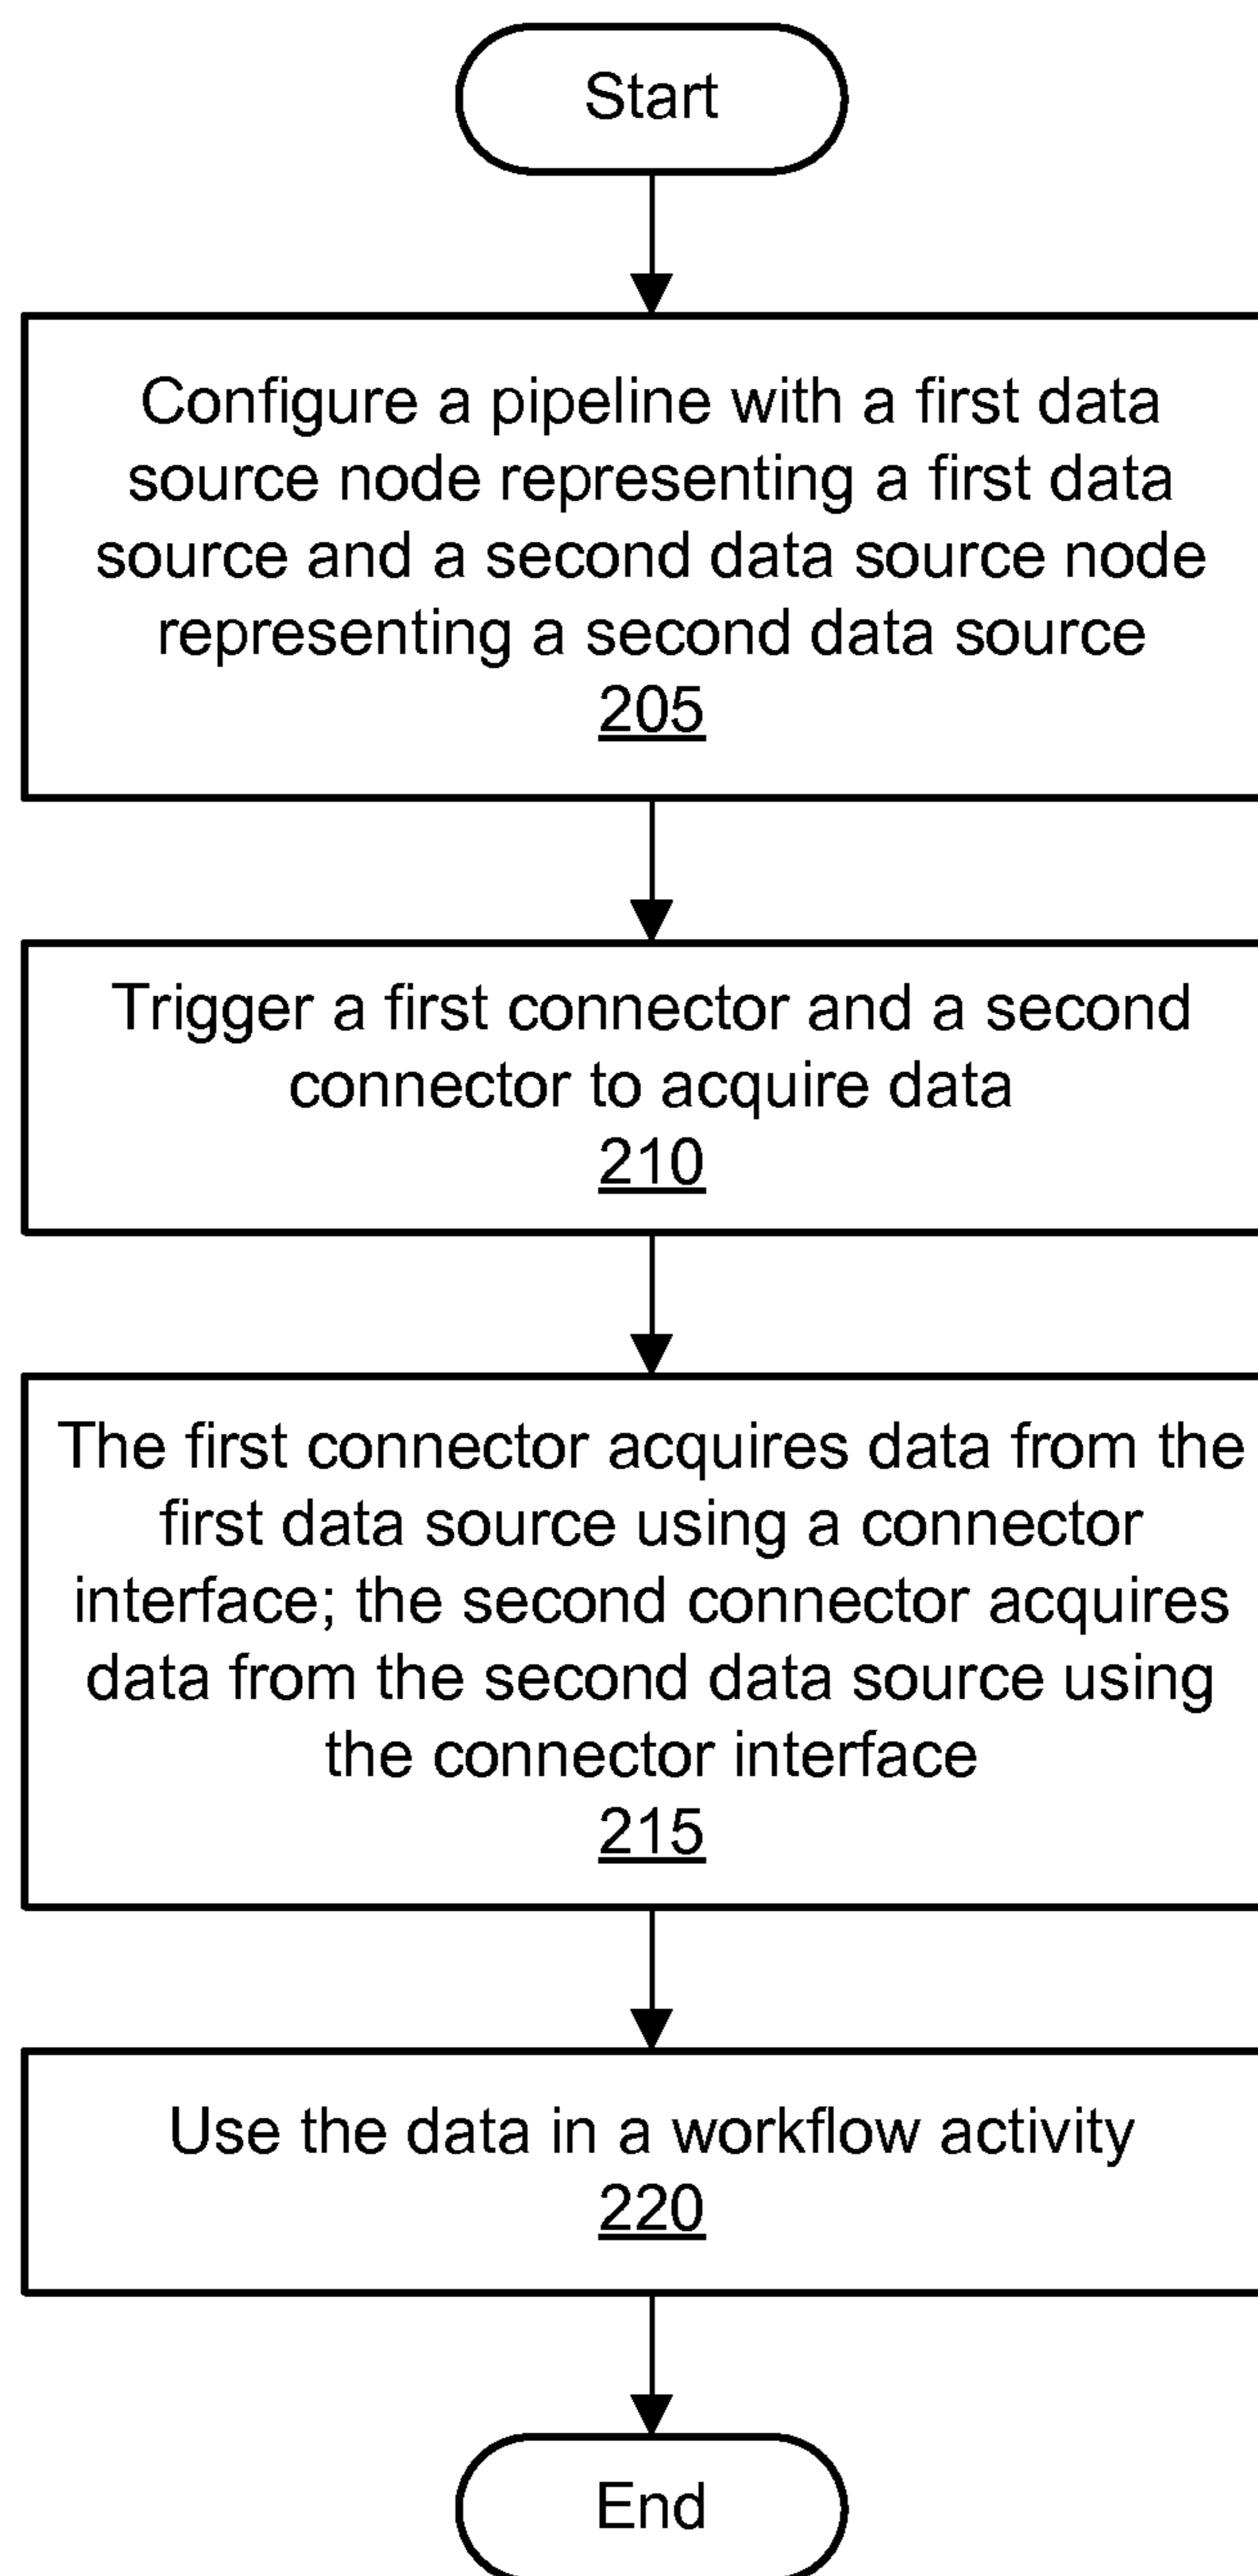 Start
Configure a pipeline with a first data
source node representing a first data
source and a second data source node
representing a second data source
205
Trigger a first connector and a second
connector to acquire data
210
The first connector acquires data from the
first data source using a connector
interface; the second connector acquires
data from the second data source using
the connector interface
215
Use the data in a workflow activity
220
End